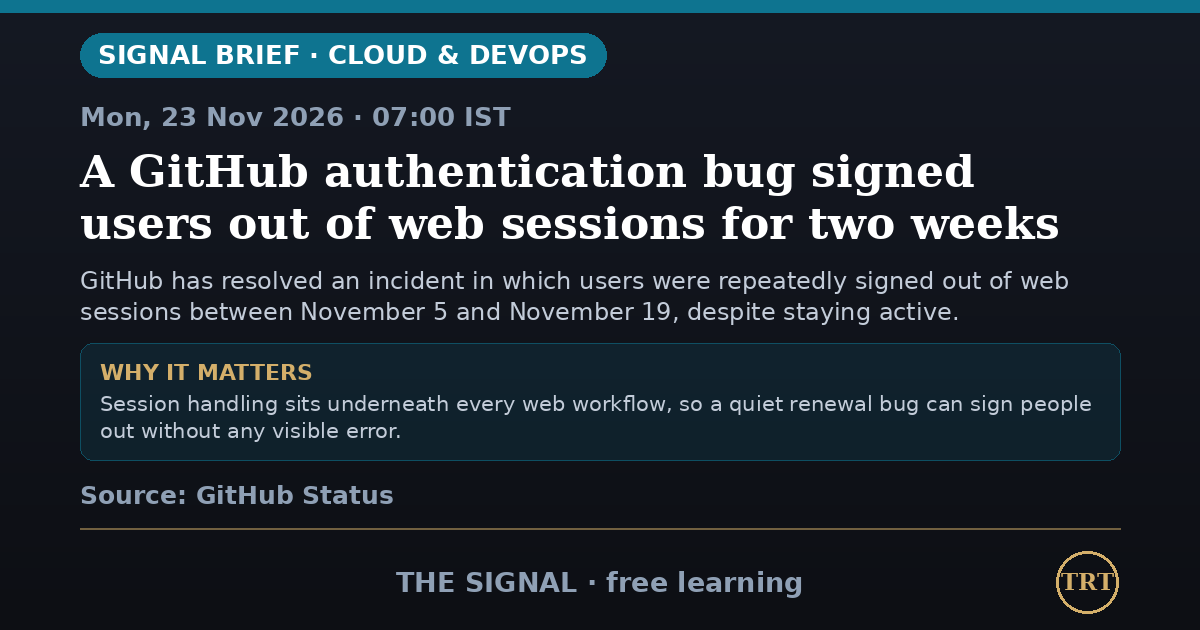 SIGNAL BRIEF · CLOUD & DEVOPS
Mon, 23 Nov 2026 · 07:00 IST
A GitHub authentication bug signed
users out of web sessions for two weeks
GitHub has resolved an incident in which users were repeatedly signed out of web
sessions between November 5 and November 19, despite staying active.
WHY IT MATTERS
Session handling sits underneath every web workflow, so a quiet renewal bug can sign people
out without any visible error.
Source: GitHub Status
THE SIGNAL · free learning
TRT